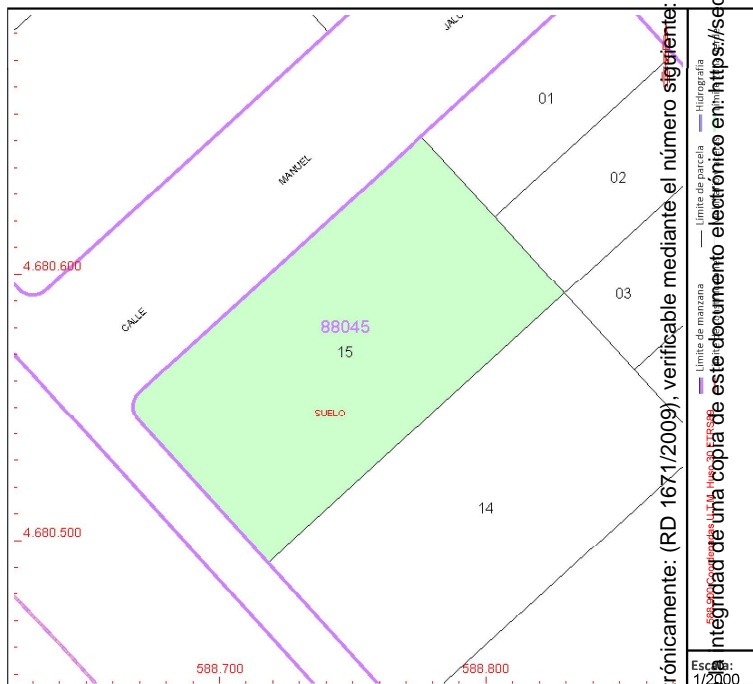 JALO
01
MANUEL
02
4.680.600
03
CALLE
88045
15
SUELO
14
4.680.500
588.700
588.800
rónicamente: (RD 1671/2009), verificable mediante el número siguiente:
Hidrografía
Límite de parcela
Límite de manzana
Coordenadas U.T.M. Huso 30 ETRS89
integridad de una copia de este documento electrónico en: https://sed
Escala:
1/2000